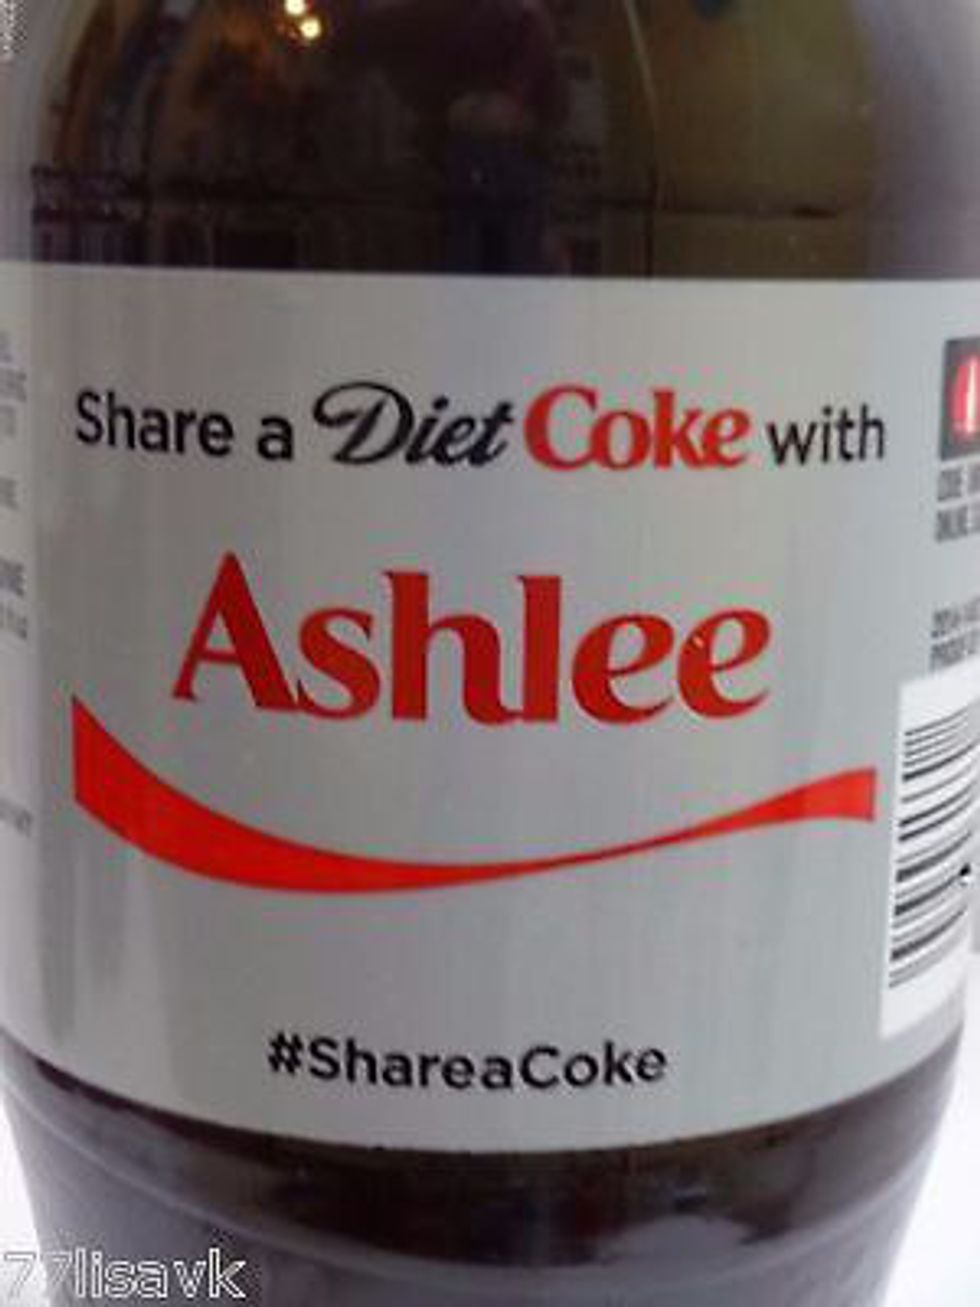 Share a Diet Coke with
Ashlee
#ShareaCoke
77lisavk